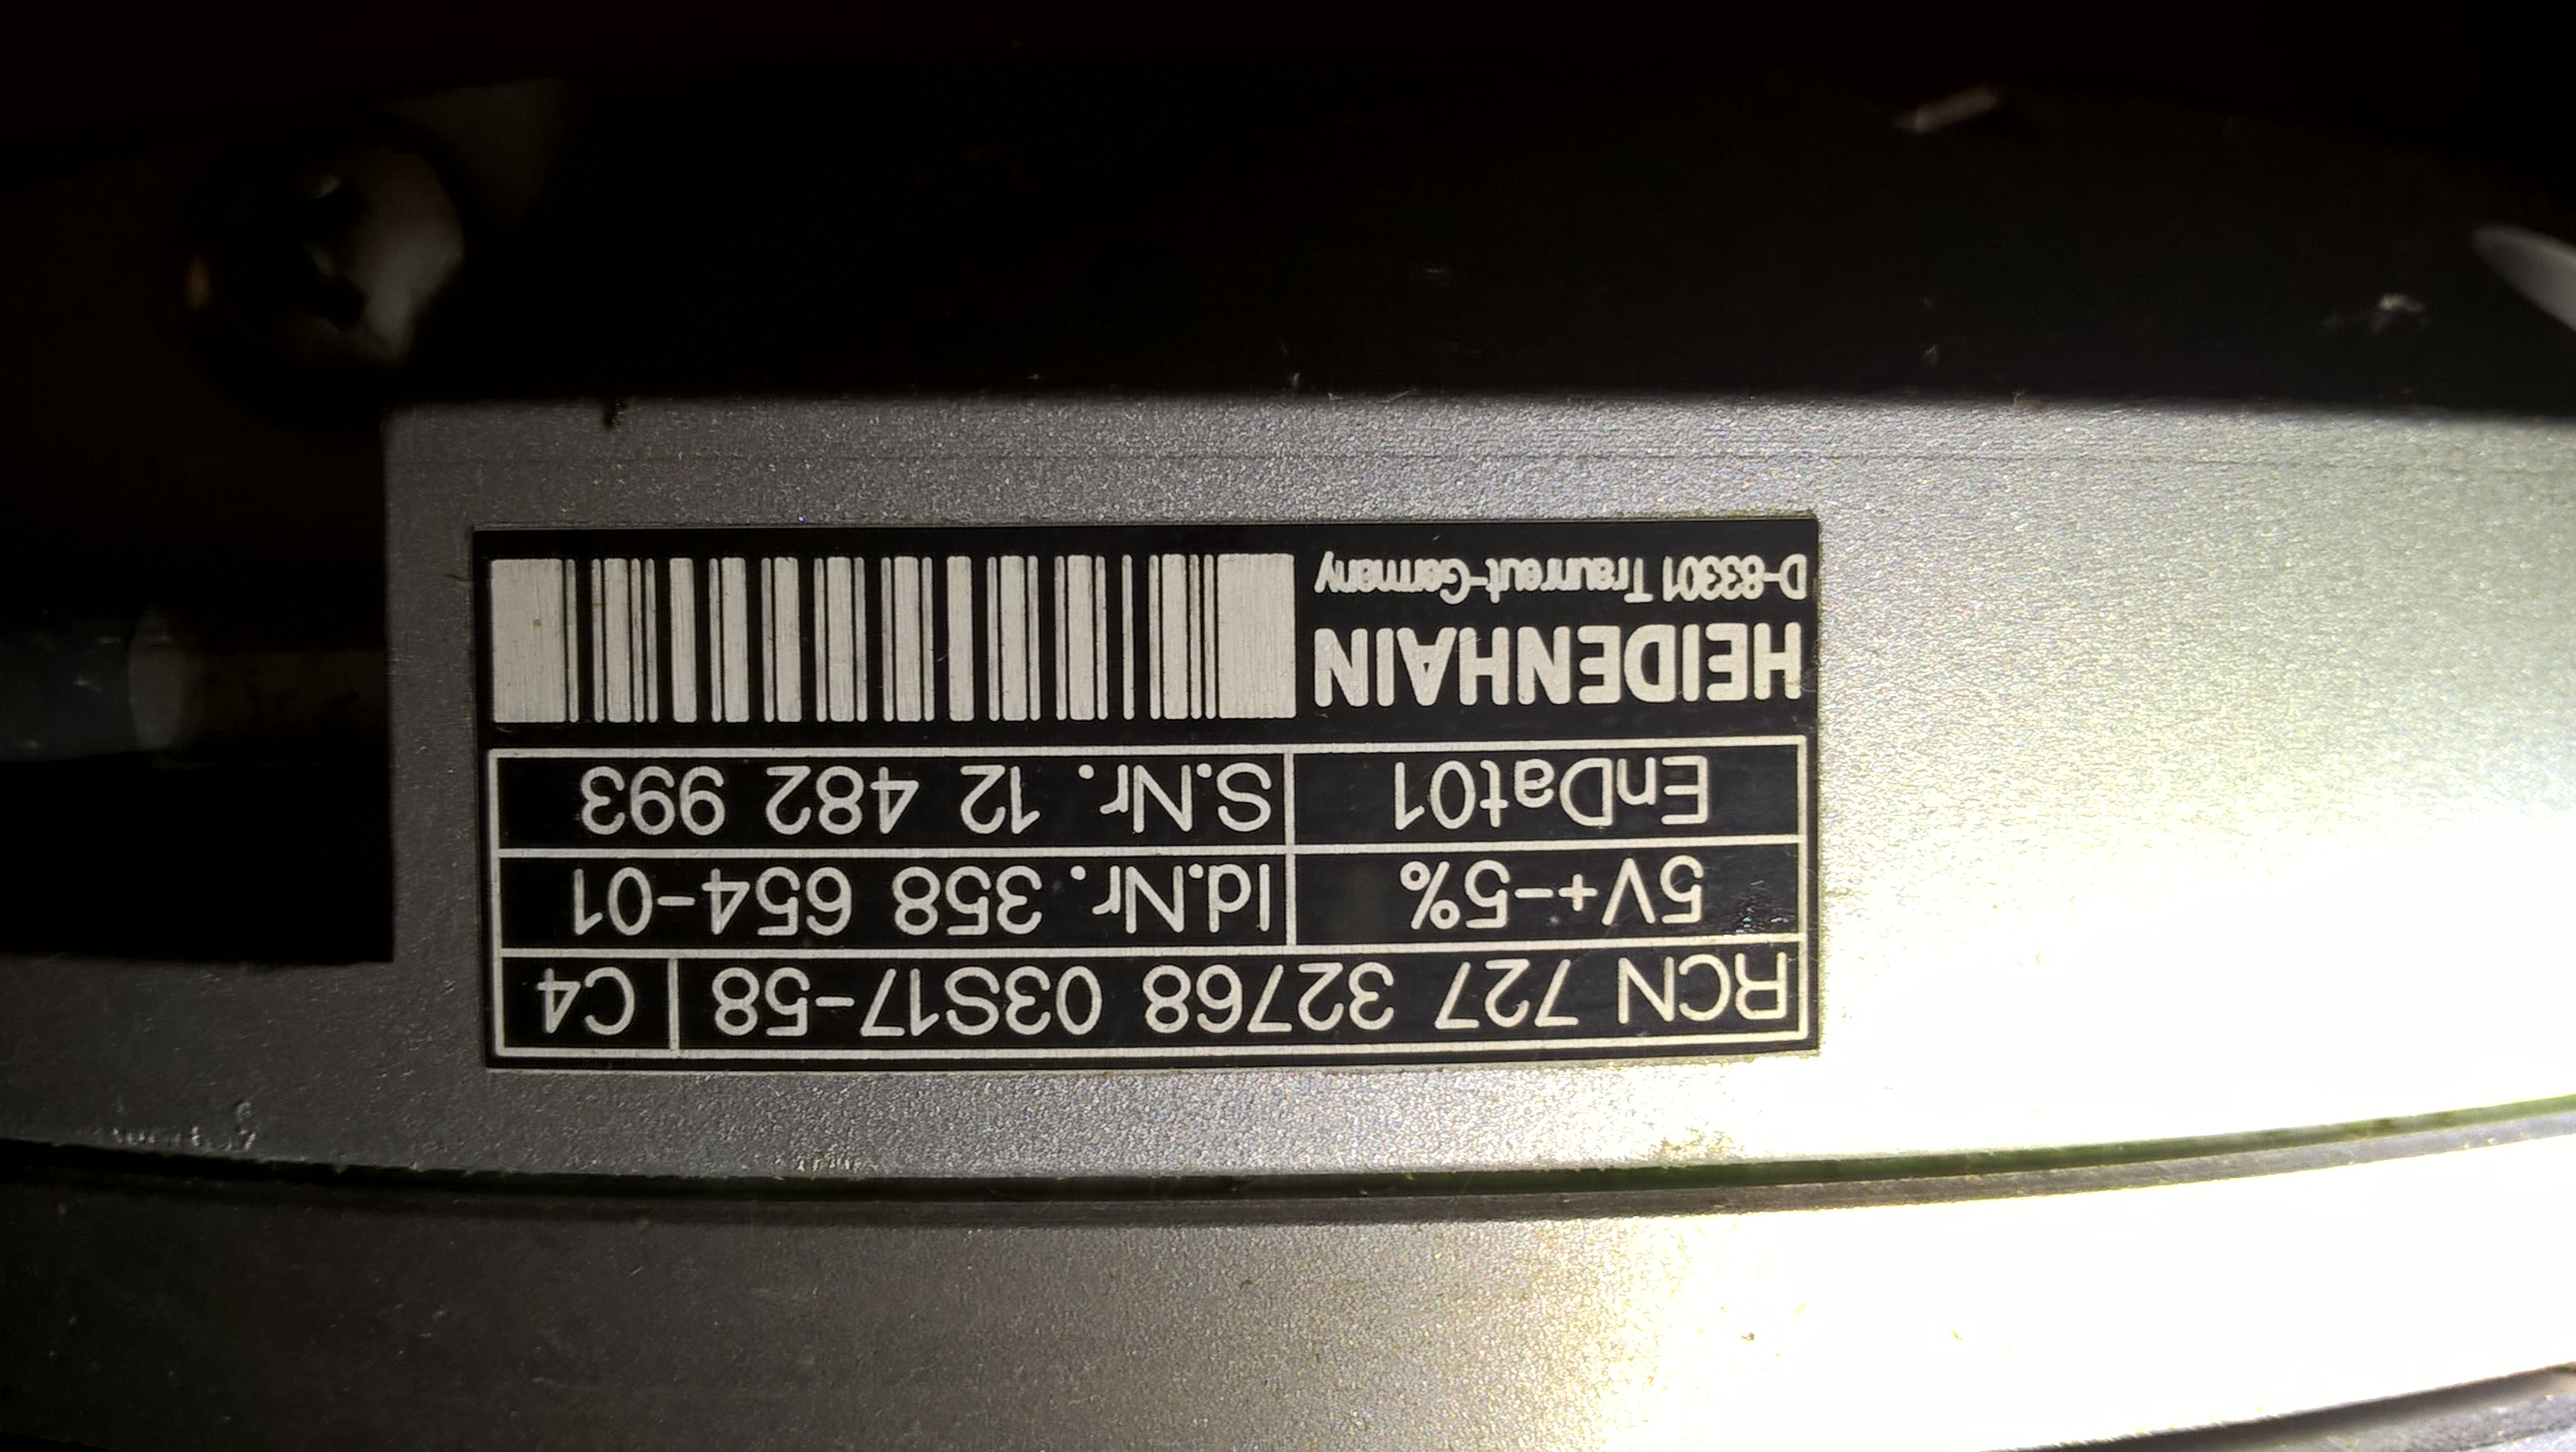 RCN 727 32768 03S17-58 C4
5V+-5% Id.Nr. 358 654-01
EnDat01 S.Nr. 12 482 993
HEIDENHAIN
D-83301 Traunreut-Germany